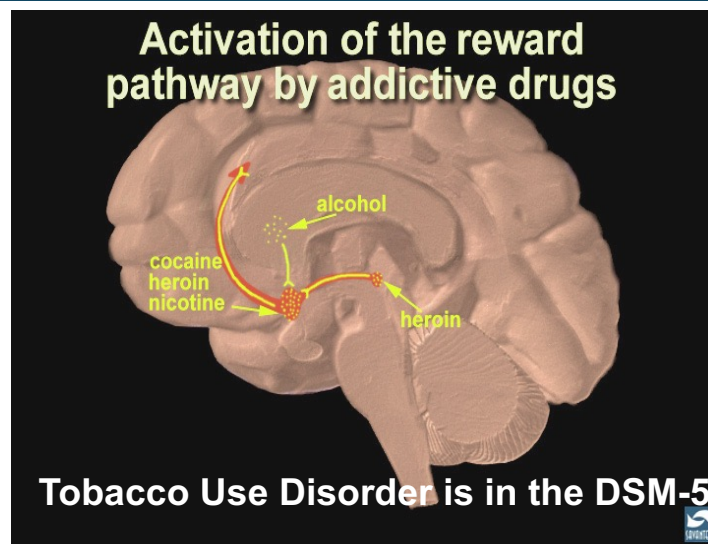 Activation of the reward
pathway by addictive drugs
alcohol
cocaine
heroin
nicotine
heroin
Tobacco Use Disorder is in the DSM-5